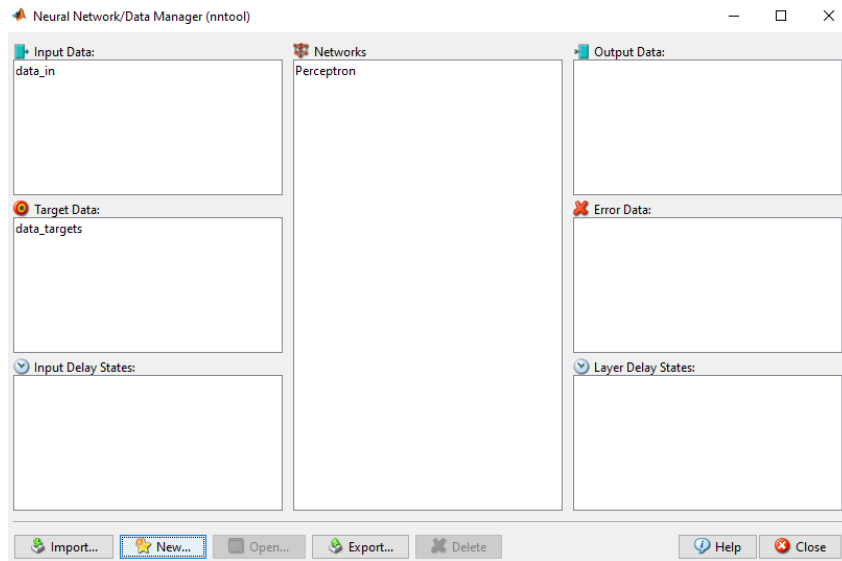 Neural Network/Data Manager (nntool)
Input Data:
data_in
Networks
Perceptron
Output Data:
Target Data:
data_targets
Error Data:
Input Delay States:
Layer Delay States:
Import...
New...
Open...
Export...
Delete
Help
Close